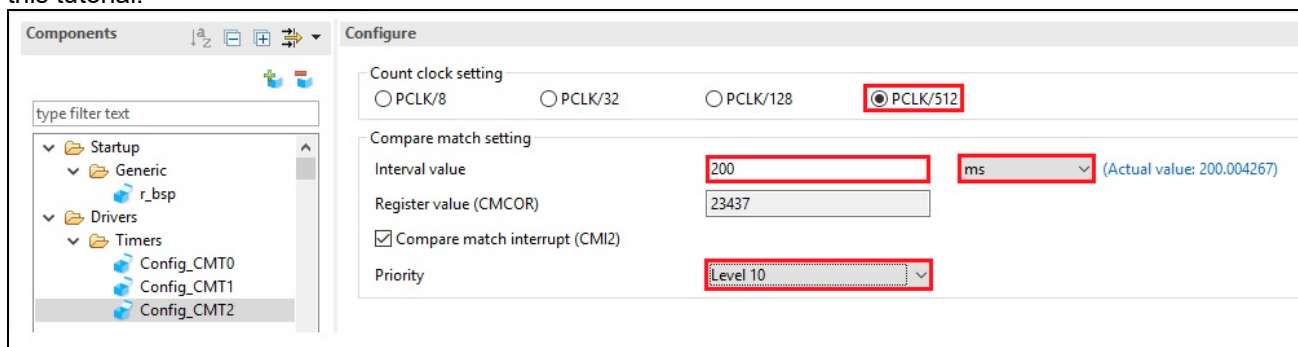 this tutorial.
Components
Configure
type filter text
Startup
Generic
r_bsp
Drivers
Timers
Config_CMT0
Config_CMT1
Config_CMT2
Count clock setting
PCLK/8 PCLK/32 PCLK/128 PCLK/512
Compare match setting
Interval value 200 ms (Actual value: 200.004267)
Register value (CMCOR) 23437
Compare match interrupt (CMI2)
Priority Level 10